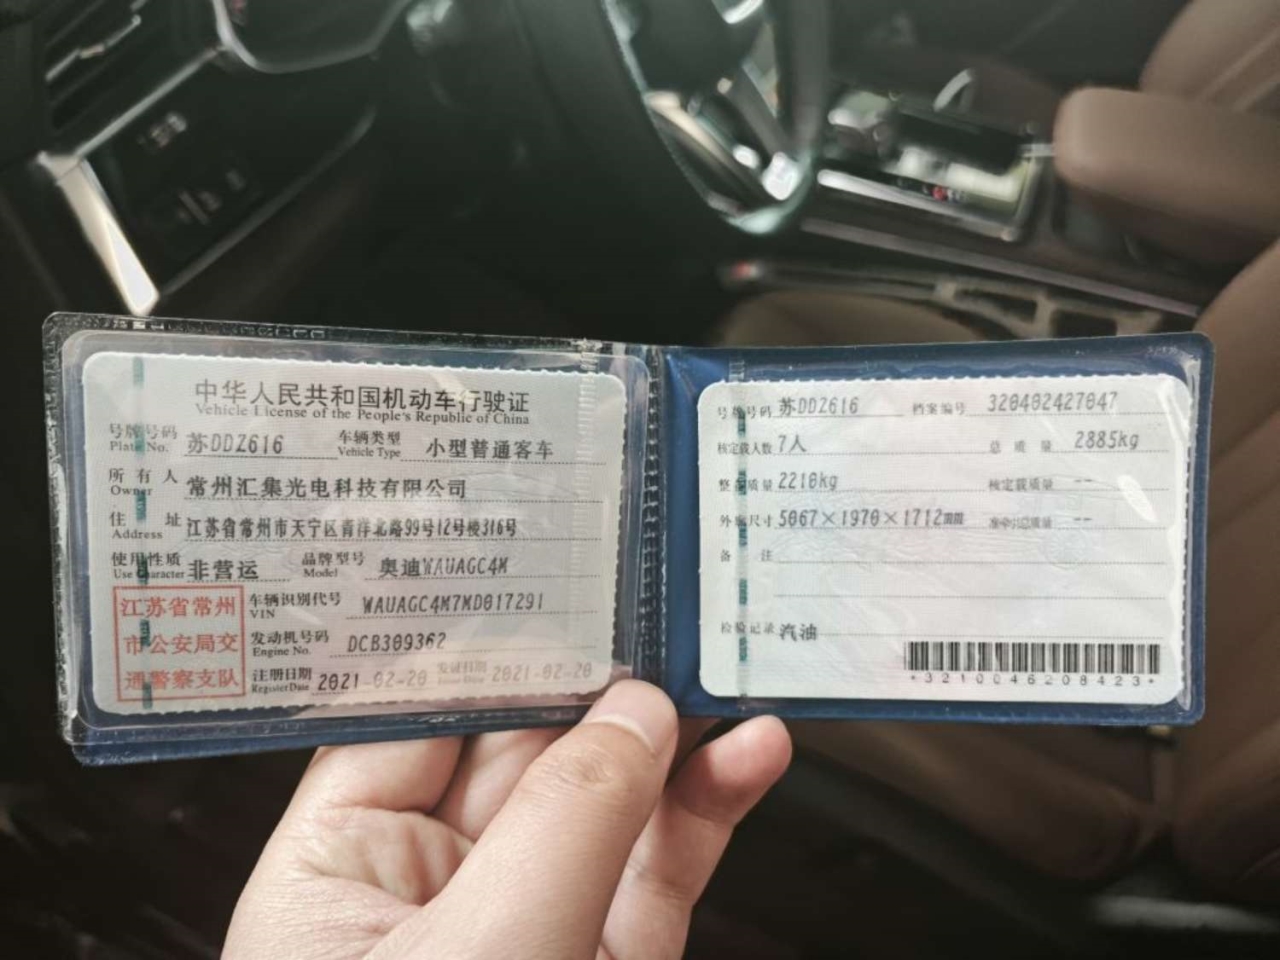 中华人民共和国机动车行驶证
Vehicle License of the People's Republic of China
号牌号码 苏DDZ616 车辆类型 小型普通客车
Plate No. Vehicle Type
所有人 常州汇集光电科技有限公司
Owner
住址 江苏省常州市天宁区青洋北路99号12号楼316号
Address
使用性质 非营运 品牌型号 奥迪WAUAGC4M
Use Character Model
江苏省常州
市公安局交
通警察支队
车辆识别代号 WAUAGC4M7MD017291
VIN
发动机号码 DCB309362
Engine No.
注册日期 2021-02-20 发证日期 2021-02-20
Register Date Issue Date
号牌号码 苏DDZ616 档案编号 320402427047
核定载人数 7人 总质量 2885kg
整备质量 2210kg 核定载质量 --
外廓尺寸 5067×1970×1712mm 准牵引总质量 --
备注
检验记录 汽油
*3210046208423*